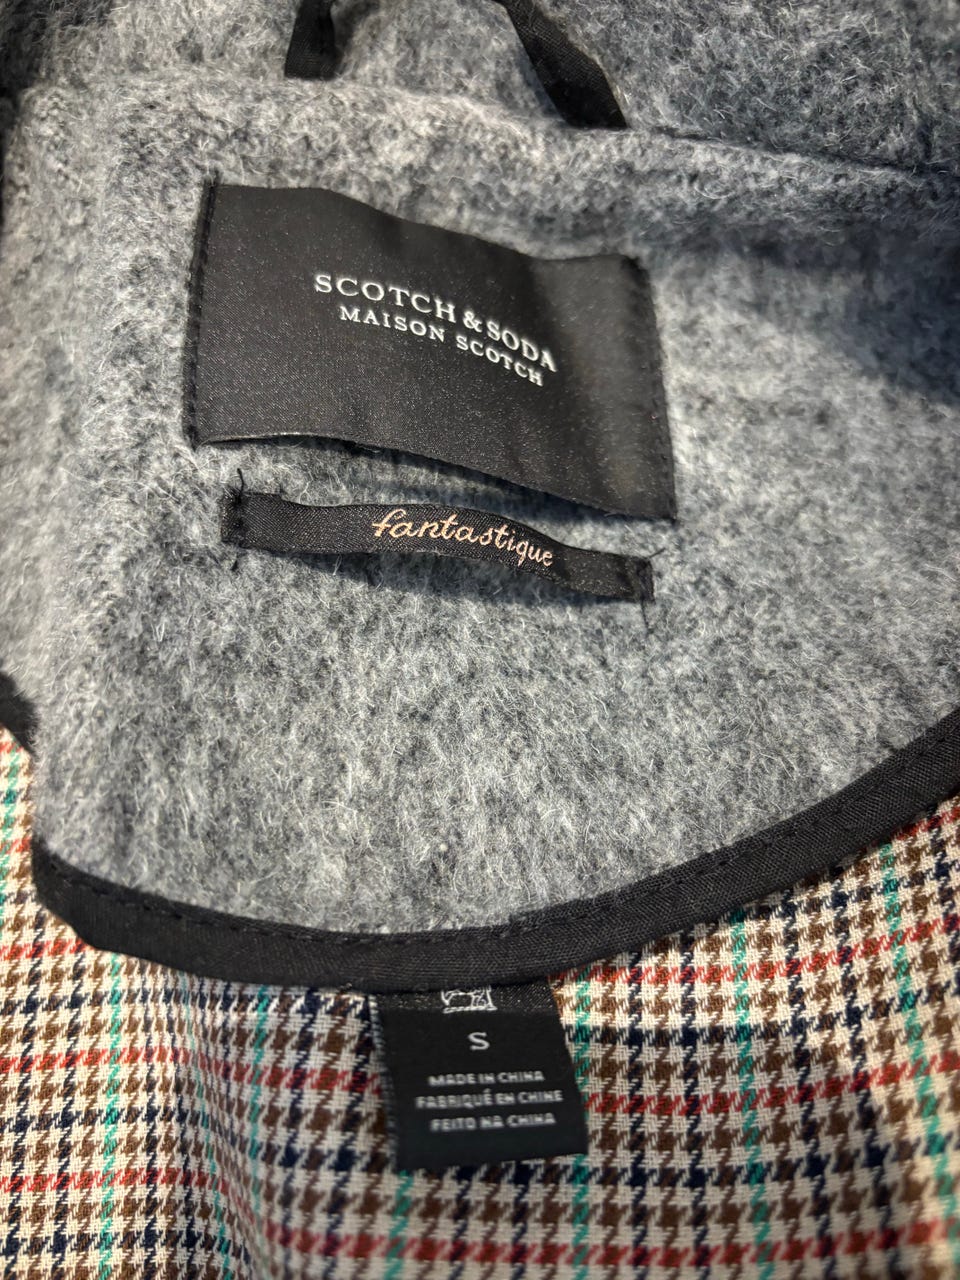 SCOTCH & SODA
MAISON SCOTCH
fantastique
S
MADE IN CHINA
FABRIQUÉ EN CHINE
FEITO NA CHINA